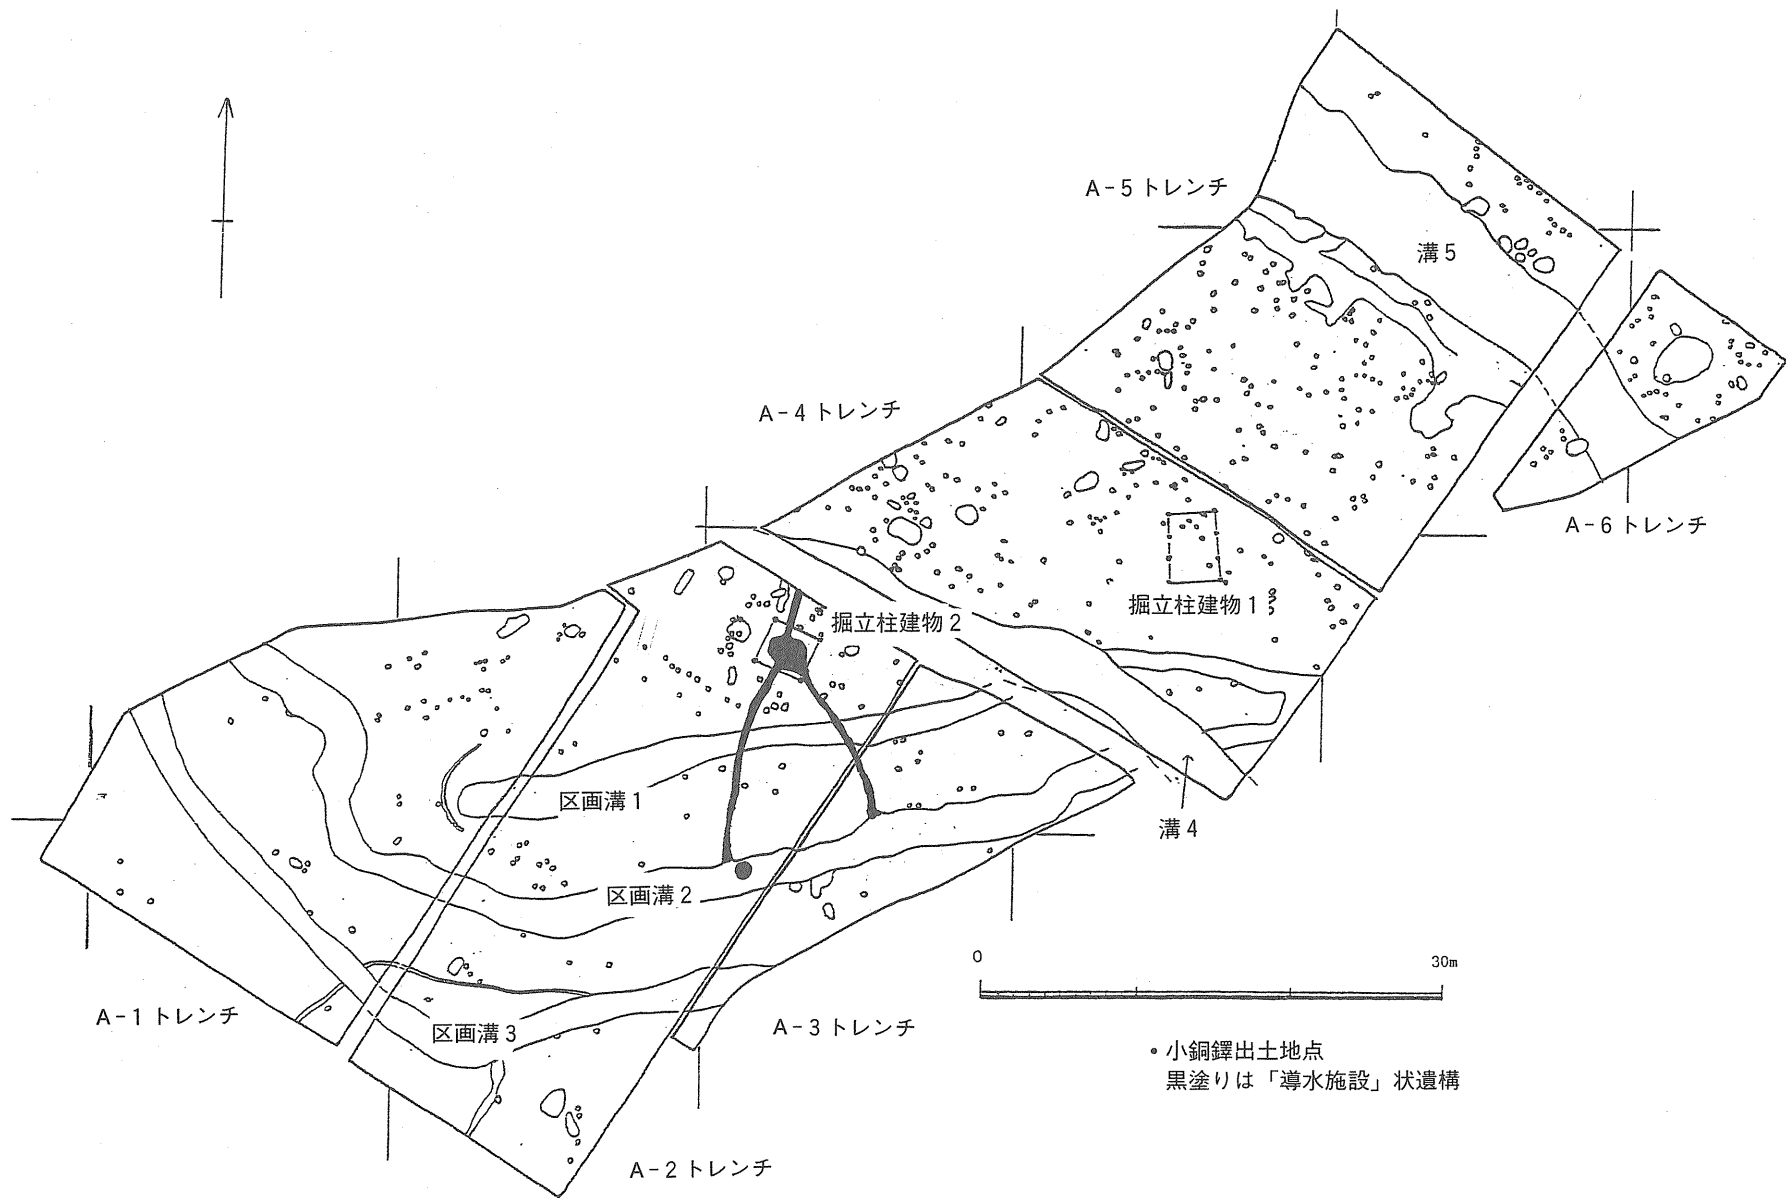 A-5トレンチ
溝5
A-4トレンチ
A-6トレンチ
掘立柱建物1
掘立柱建物2
区画溝1
溝4
区画溝2
0
30m
A-1トレンチ
区画溝3
A-3トレンチ
•小銅鐸出土地点
黒塗りは「導水施設」状遺構
A-2トレンチ